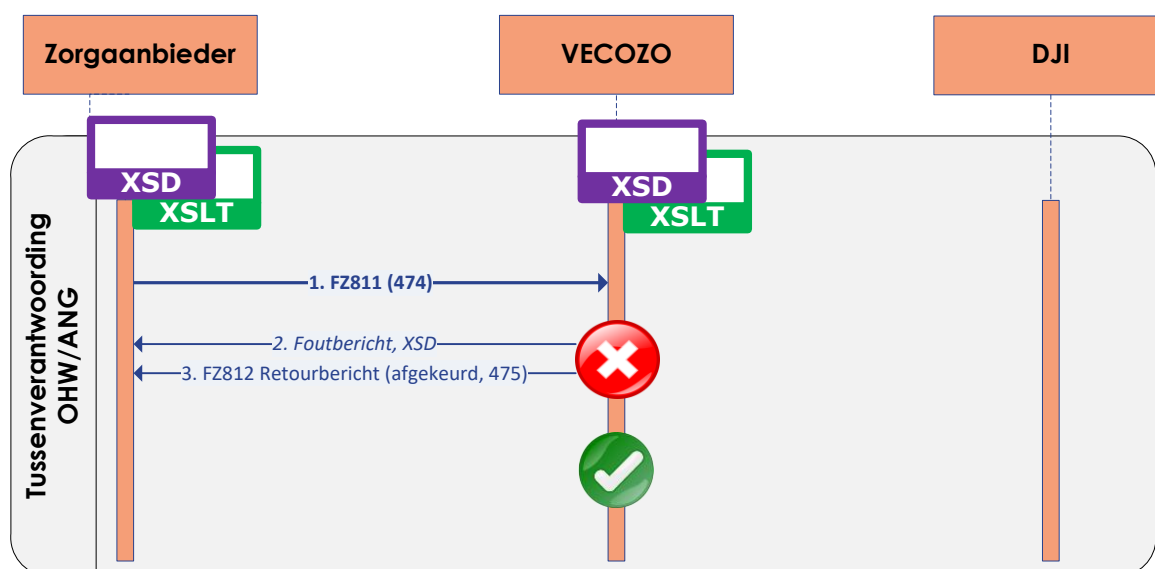 Zorgaanbieder
VECOZO
DJI
XSD
XSLT
XSD
XSLT
Tussenverantwoording
OHW/ANG
1. FZ811 (474)
2. Foutbericht, XSD
3. FZ812 Retourbericht (afgekeurd, 475)